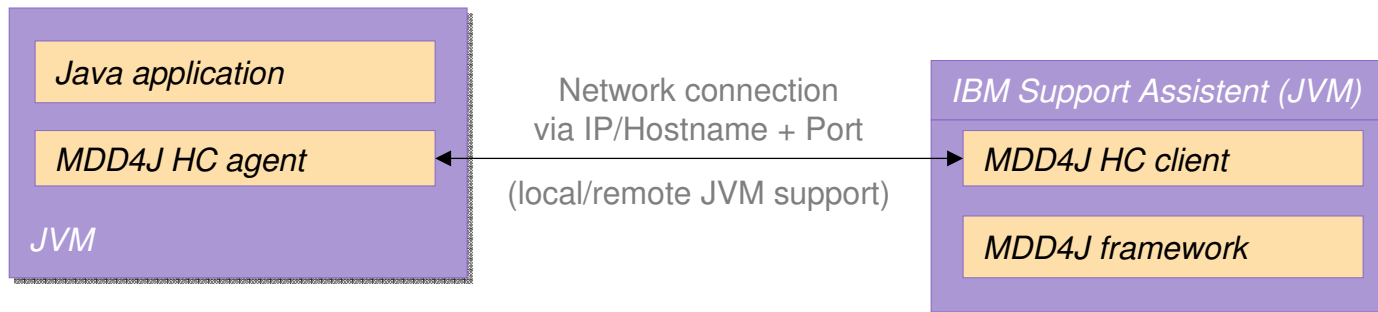 Java application
MDD4J HC agent
JVM
Network connection
via IP/Hostname + Port
(local/remote JVM support)
IBM Support Assistent (JVM)
MDD4J HC client
MDD4J framework